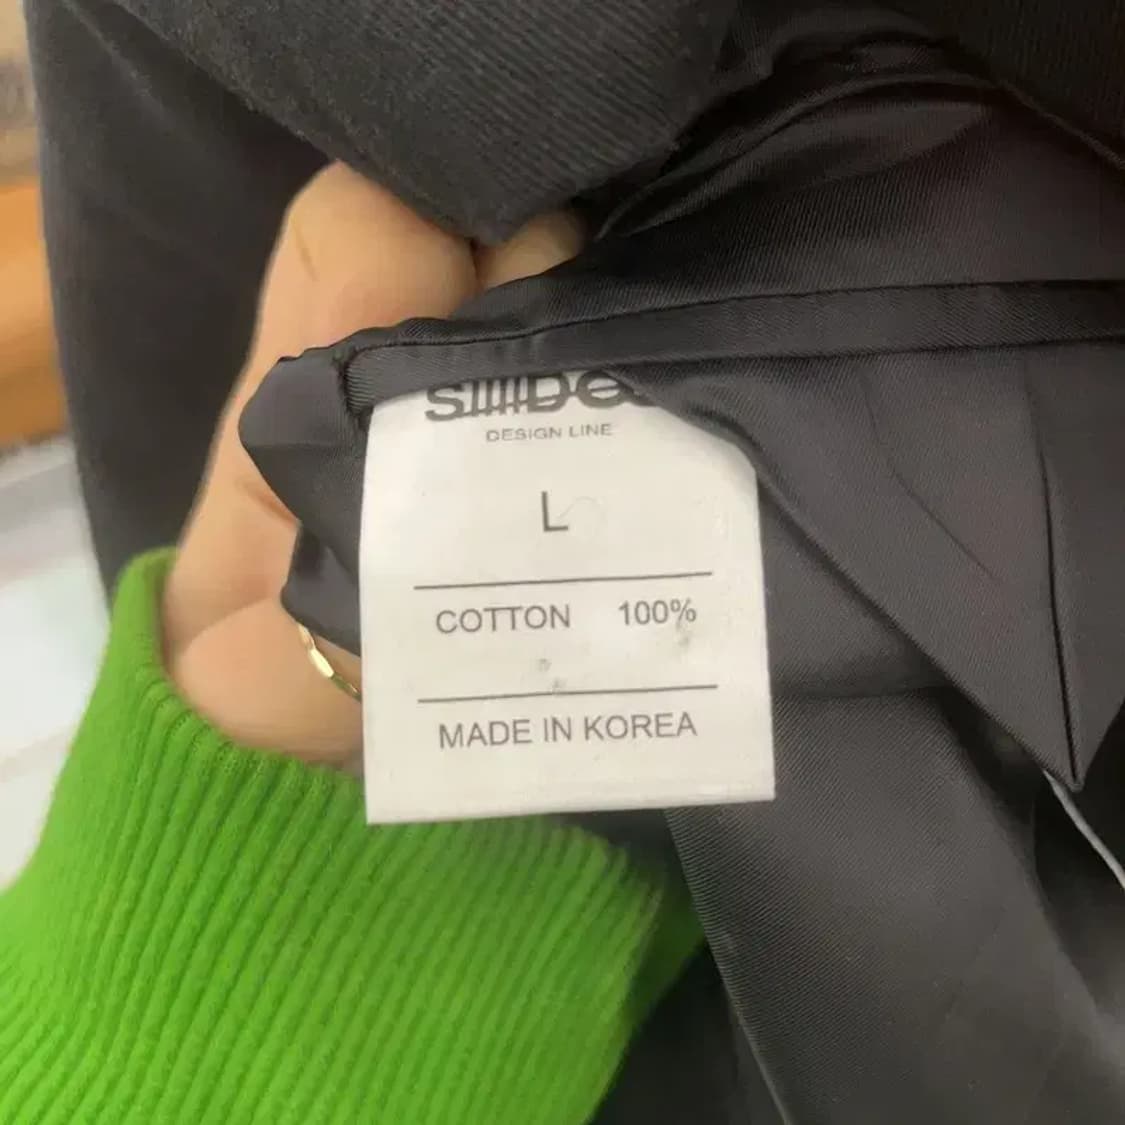 DESIGN LINE
L
COTTON 100%
MADE IN KOREA